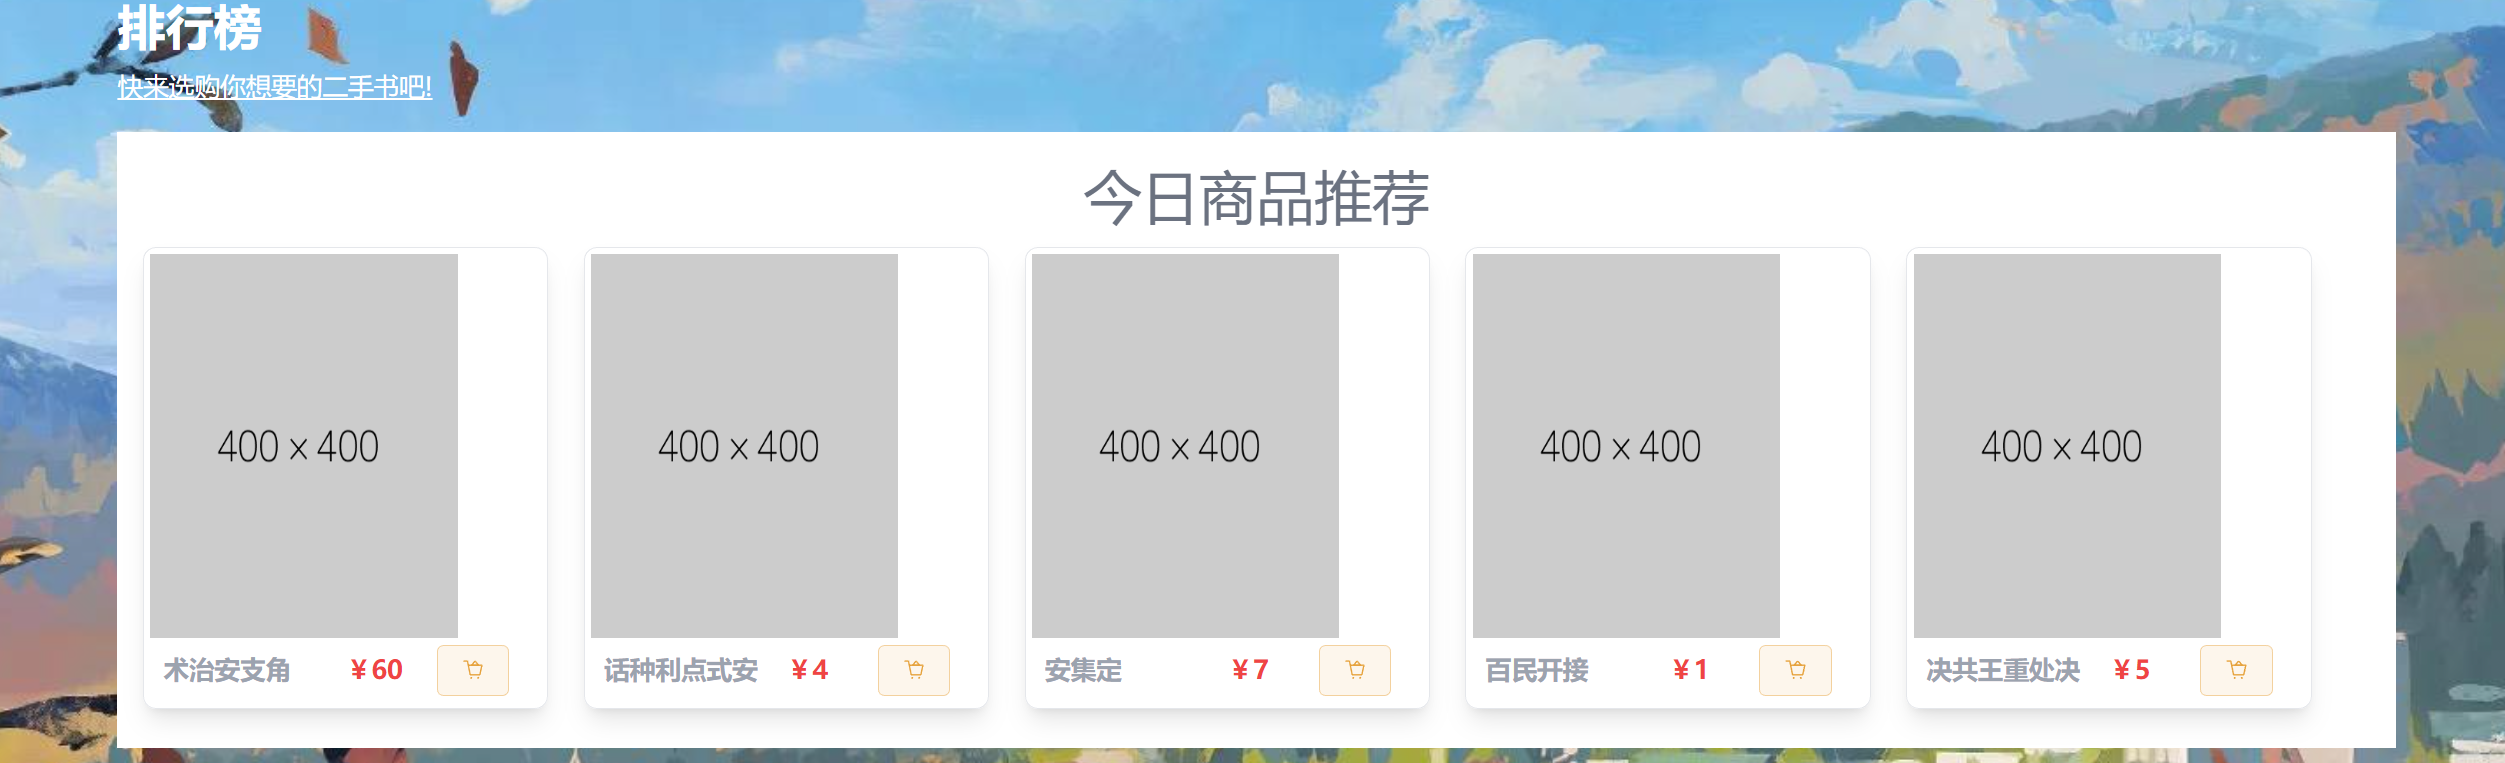 排行榜
快来选购你想要的二手书吧!
今日商品推荐
400 x 400
400 x 400
400 x 400
400 x 400
400 x 400
术治安支角 ¥60
话种利点式安 ¥4
安集定 ¥7
百民开接 ¥1
决共王重处决 ¥5